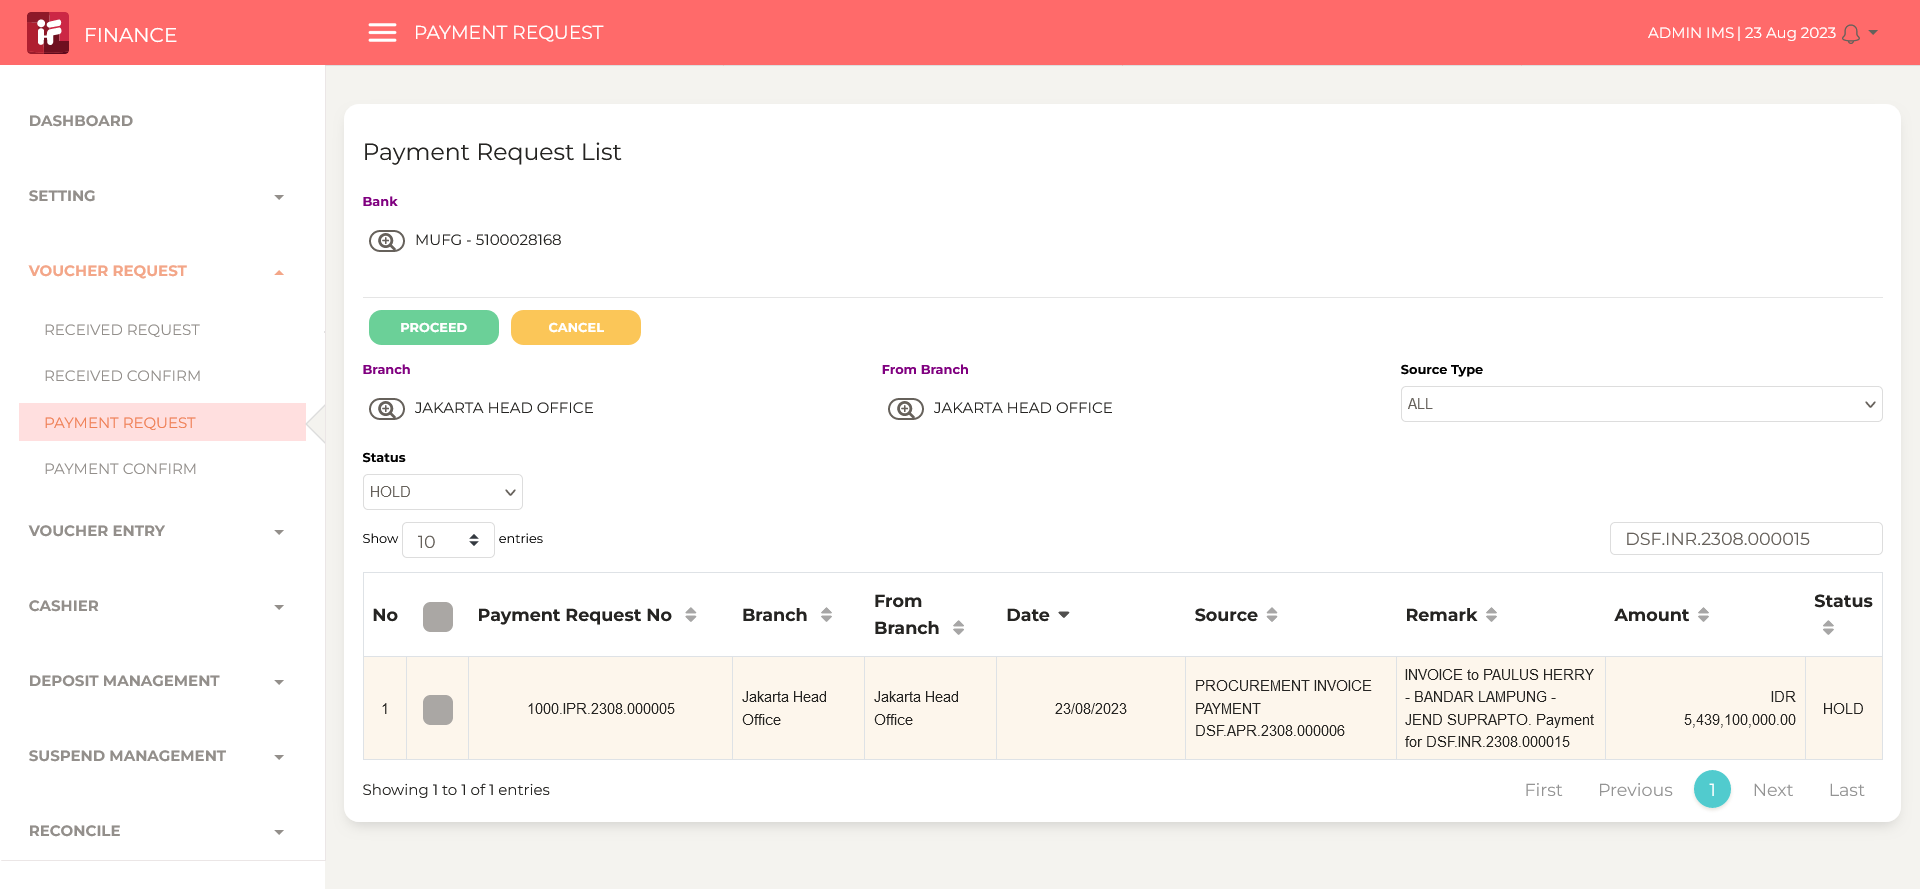 iF FINANCE
PAYMENT REQUEST
ADMIN IMS | 23 Aug 2023
DASHBOARD
SETTING
VOUCHER REQUEST
RECEIVED REQUEST
RECEIVED CONFIRM
PAYMENT REQUEST
PAYMENT CONFIRM
VOUCHER ENTRY
CASHIER
DEPOSIT MANAGEMENT
SUSPEND MANAGEMENT
RECONCILE
Payment Request List
Bank
MUFG - 5100028168
PROCEED CANCEL
Branch From Branch Source Type
JAKARTA HEAD OFFICE JAKARTA HEAD OFFICE ALL
Status
HOLD
Show 10 entries DSF.INR.2308.000015
No Payment Request No Branch From Branch Date Source Remark Amount Status
1 1000.IPR.2308.000005 Jakarta Head Office Jakarta Head Office 23/08/2023 PROCUREMENT INVOICE PAYMENT DSF.APR.2308.000006 INVOICE to PAULUS HERRY - BANDAR LAMPUNG - JEND SUPRAPTO. Payment for DSF.INR.2308.000015 IDR 5,439,100,000.00 HOLD
Showing 1 to 1 of 1 entries First Previous 1 Next Last